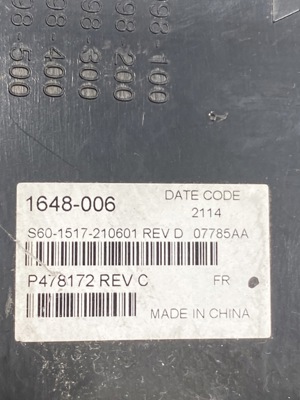 98-100
98-200
98-300
98-400
98-500
1648-006
DATE CODE
2114
S60-1517-210601 REV D 07785AA
P478172 REV C
FR
MADE IN CHINA